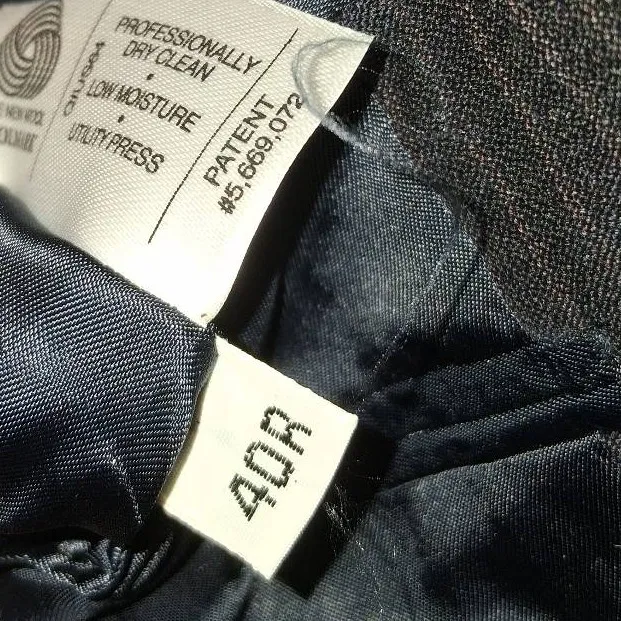 PROFESSIONALLY
DRY CLEAN
•
LOW MOISTURE
•
UTILITY PRESS
PATENT
#5,669,072
40R